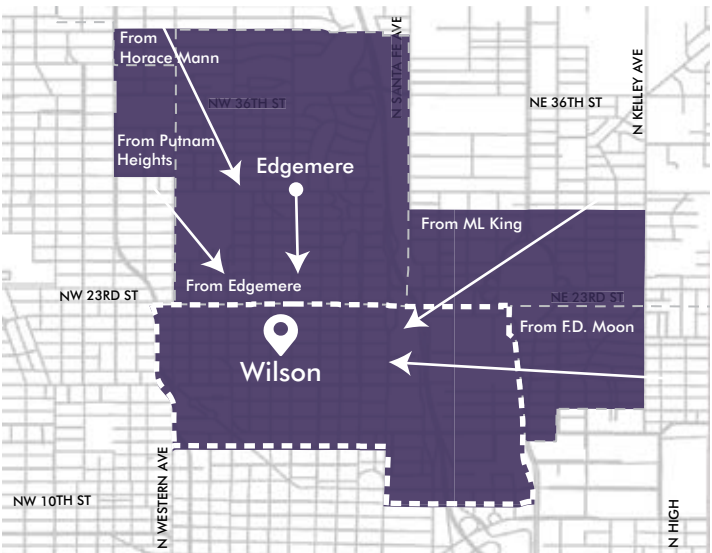 From
Horace Mann
N SANTA FE AVE
N KELLEY AVE
NW 36TH ST
NE 36TH ST
From Putnam
Heights
Edgemere
From ML King
From Edgemere
NW 23RD ST
NE 23RD ST
From F.D. Moon
Wilson
N WESTERN AVE
NW 10TH ST
N HIGH